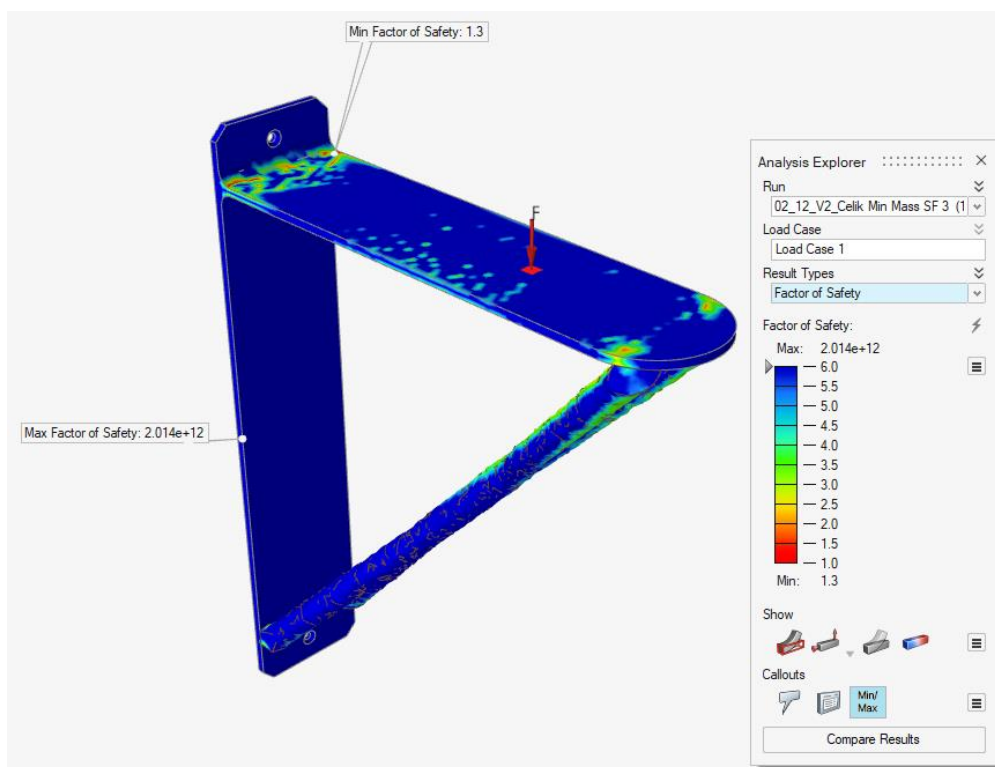 Min Factor of Safety: 1.3
F
Max Factor of Safety: 2.014e+12
Analysis Explorer
Run
02_12_V2_Celik Min Mass SF 3 (1
Load Case
Load Case 1
Result Types
Factor of Safety
Factor of Safety:
Max: 2.014e+12
6.0
5.5
5.0
4.5
4.0
3.5
3.0
2.5
2.0
1.5
1.0
Min: 1.3
Show
Callouts
Min/
Max
Compare Results